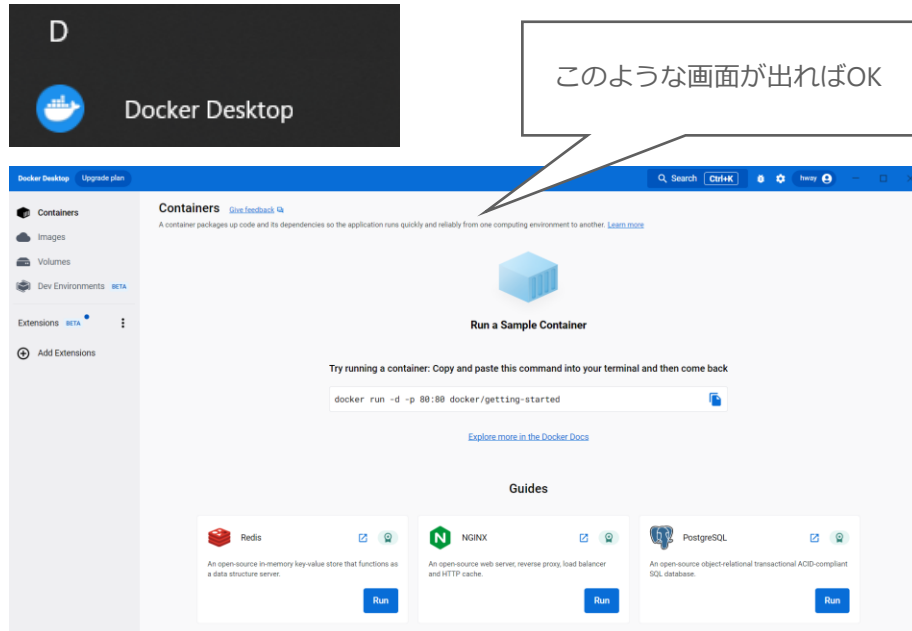 D
Docker Desktop
このような画面が出ればOK
Docker Desktop Upgrade plan Search Ctrl+K hway
Containers
Images
Volumes
Dev Environments BETA
Extensions BETA
Add Extensions
Containers Give feedback
A container packages up code and its dependencies so the application runs quickly and reliably from one computing environment to another. Learn more
Run a Sample Container
Try running a container: Copy and paste this command into your terminal and then come back
docker run -d -p 80:80 docker/getting-started
Explore more in the Docker Docs
Guides
Redis
An open-source in-memory key-value store that functions as
a data structure server.
Run
NGINX
An open-source web server, reverse proxy, load balancer
and HTTP cache.
Run
PostgreSQL
An open-source object-relational transactional ACID-compliant
SQL database.
Run